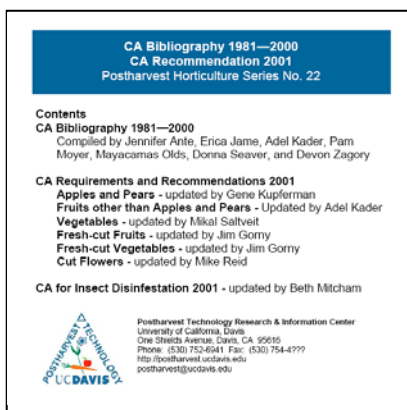 CA Bibliography 1981—2000
CA Recommendation 2001
Postharvest Horticulture Series No. 22
Contents
CA Bibliography 1981—2000
Compiled by Jennifer Ante, Erica Jame, Adel Kader, Pam
Moyer, Mayacamas Olds, Donna Seaver, and Devon Zagory
CA Requirements and Recommendations 2001
Apples and Pears - updated by Gene Kupferman
Fruits other than Apples and Pears - Updated by Adel Kader
Vegetables - updated by Mikal Saltveit
Fresh-cut Fruits - updated by Jim Gorny
Fresh-cut Vegetables - updated by Jim Gorny
Cut Flowers - updated by Mike Reid
CA for Insect Disinfestation 2001 - updated by Beth Mitcham
POSTHARVEST TECHNOLOGY
UCDAVIS
Postharvest Technology Research & Information Center
University of California, Davis
One Shields Avenue, Davis, CA 95616
Phone: (530) 752-6941 Fax: (530) 754-4???
http://postharvest.ucdavis.edu
postharvest@ucdavis.edu